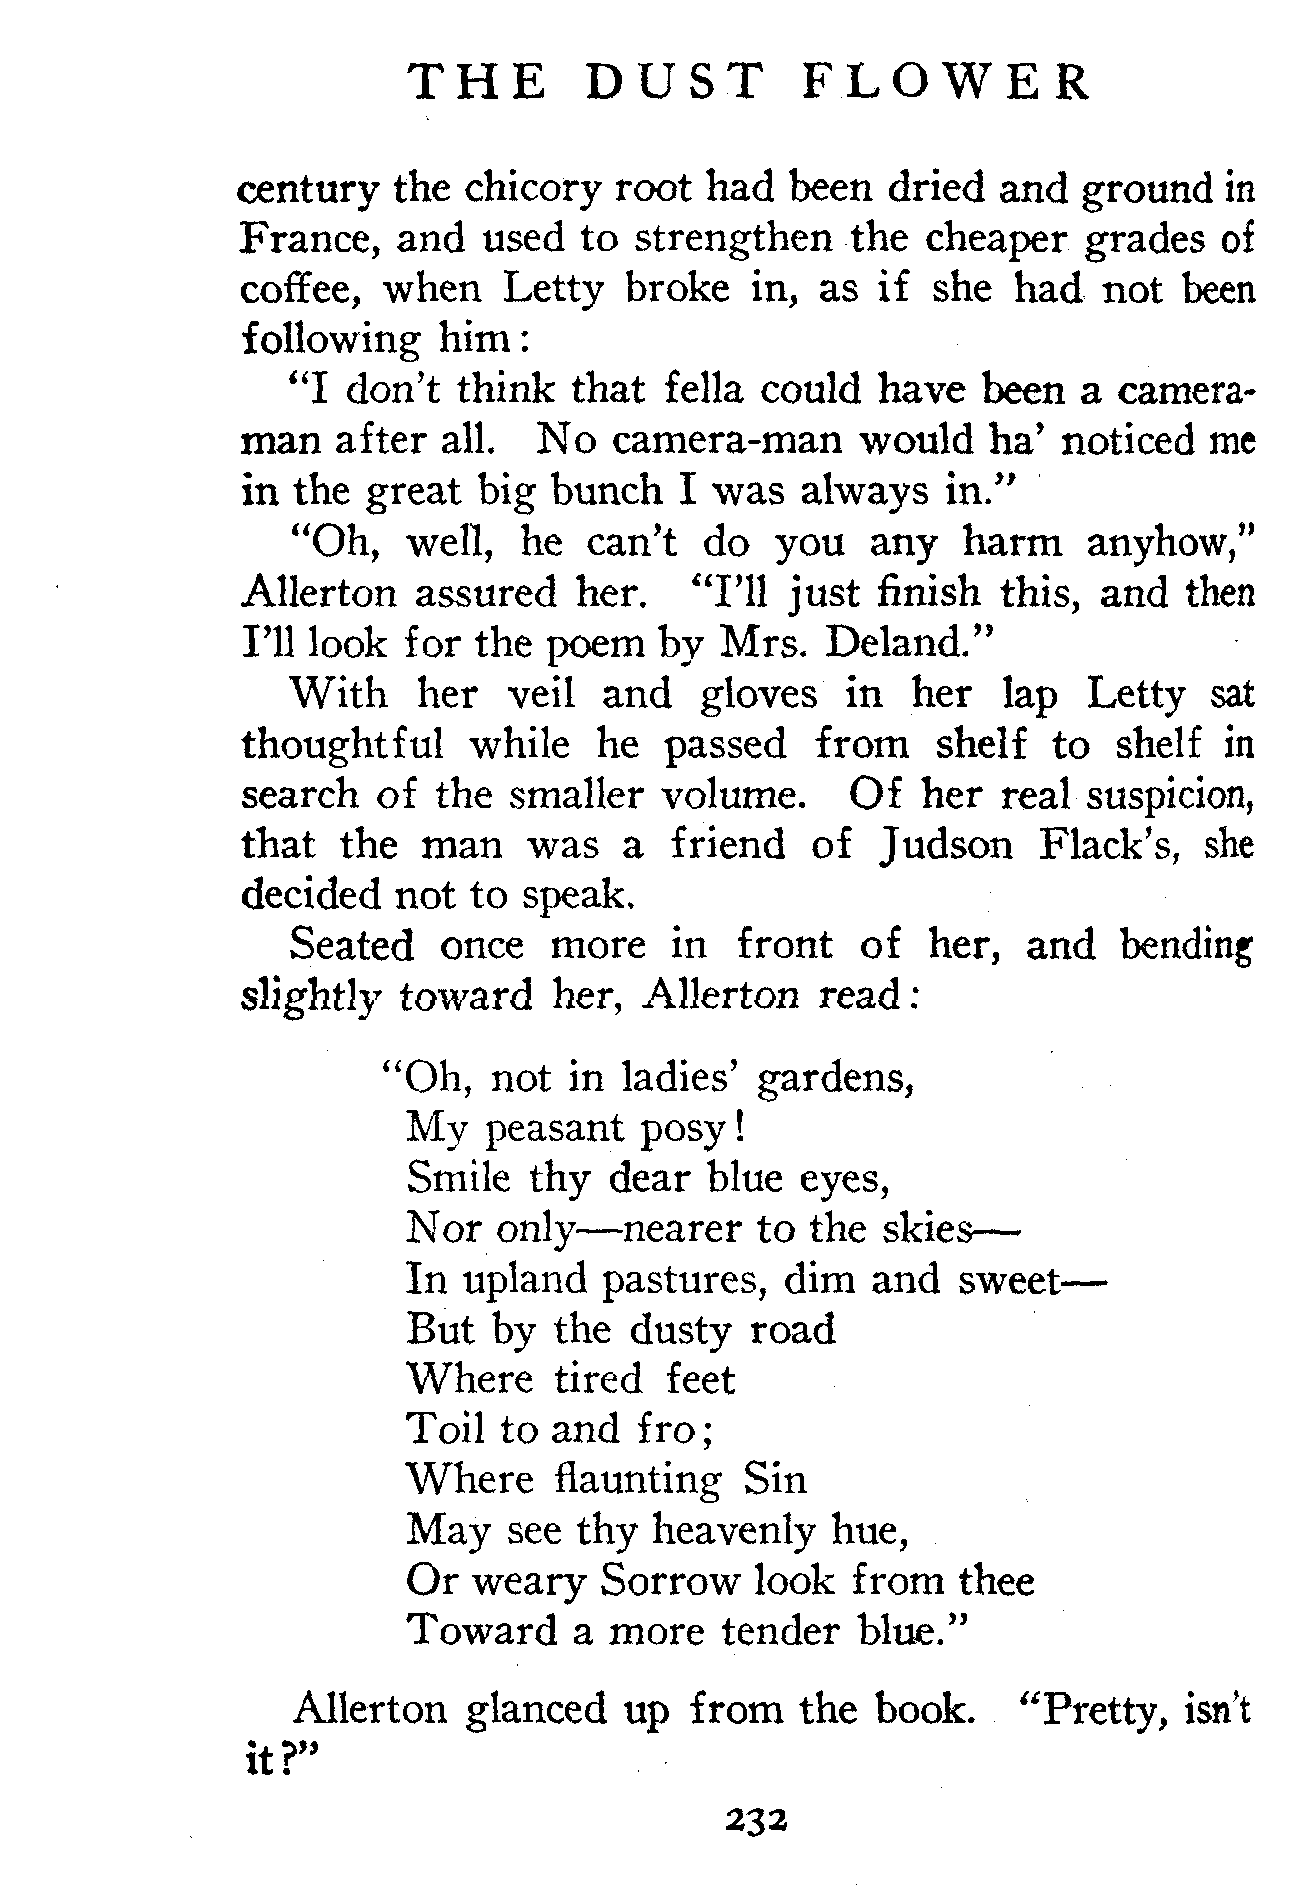 THE DUST FLOWER
century the chicory root had been dried and ground in
France, and used to strengthen the cheaper grades of
coffee, when Letty broke in, as if she had not been
following him:
“I don’t think that fella could have been a camera-
man after all. No camera-man would ha’ noticed me
in the great big bunch I was always in.”
“Oh, well, he can’t do you any harm anyhow,”
Allerton assured her. “I’ll just finish this, and then
I’ll look for the poem by Mrs. Deland.”
With her veil and gloves in her lap Letty sat
thoughtful while he passed from shelf to shelf in
search of the smaller volume. Of her real suspicion,
that the man was a friend of Judson Flack’s, she
decided not to speak.
Seated once more in front of her, and bending
slightly toward her, Allerton read:
“Oh, not in ladies’ gardens,
My peasant posy!
Smile thy dear blue eyes,
Nor only—nearer to the skies—
In upland pastures, dim and sweet—
But by the dusty road
Where tired feet
Toil to and fro;
Where flaunting Sin
May see thy heavenly hue,
Or weary Sorrow look from thee
Toward a more tender blue.”
Allerton glanced up from the book. “Pretty, isn’t
it?”
232